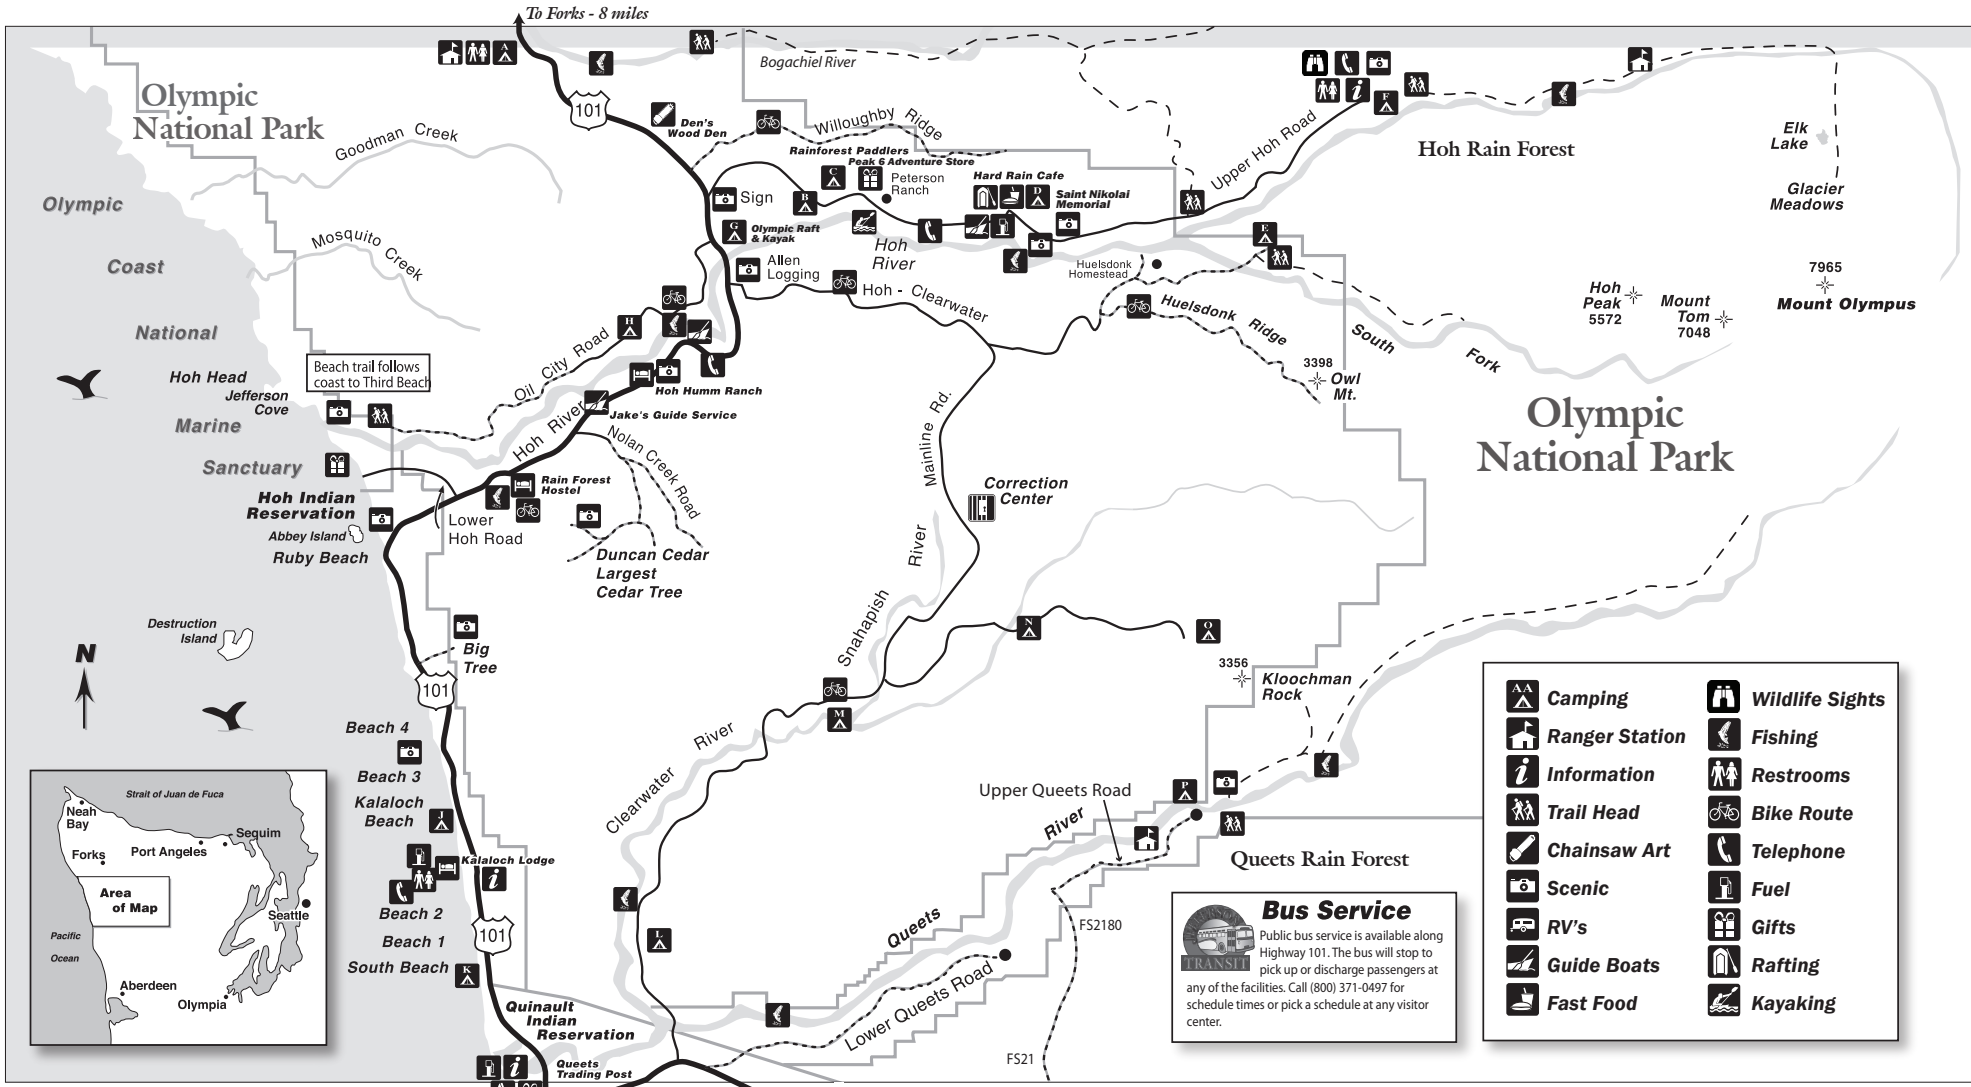 To Forks - 8 miles
Olympic
National Park
A
Bogachiel River
101
Den's
Wood Den
Willoughby Ridge
Goodman Creek
Rainforest Paddlers
Peak 6 Adventure Store
C
Peterson
Ranch
Hard Rain Cafe
D
Saint Nikolai
Memorial
Upper Hoh Road
F
Hoh Rain Forest
Elk
Lake
Glacier
Meadows
Sign
B
G
Olympic Raft
& Kayak
Hoh
River
Allen
Logging
Hoh - Clearwater
Huelsdonk
Homestead
E
Huelsdonk Ridge
South Fork
Hoh
Peak
5572
Mount
Tom
7048
7965
Mount Olympus
3398
Owl
Mt.
Olympic
Coast
National
Marine
Sanctuary
Mosquito Creek
H
Oil City Road
Beach trail follows
coast to Third Beach
Hoh Head
Jefferson
Cove
Hoh Humm Ranch
Jake's Guide Service
Hoh River
Nolan Creek Road
Rain Forest
Hostel
Hoh Indian
Reservation
Abbey Island
Ruby Beach
Lower
Hoh Road
Duncan Cedar
Largest
Cedar Tree
Mainline Rd.
Correction
Center
Olympic
National Park
Snahapish River
Destruction
Island
N
Big
Tree
101
N
O
3356
Kloochman
Rock
M
Clearwater River
Beach 4
Beach 3
Kalaloch
Beach
J
Kalaloch Lodge
Beach 2
Beach 1
South Beach
K
101
L
Upper Queets Road
P
Queets River
Queets Rain Forest
FS2180
FS21
Lower Queets Road
Quinault
Indian
Reservation
Queets
Trading Post
Strait of Juan de Fuca
Neah
Bay
Sequim
Forks
Port Angeles
Area
of Map
Seattle
Pacific
Ocean
Aberdeen
Olympia
TRANSIT
Bus Service
Public bus service is available along
Highway 101. The bus will stop to
pick up or discharge passengers at
any of the facilities. Call (800) 371-0497 for
schedule times or pick a schedule at any visitor
center.
AA
Camping
Ranger Station
Information
Trail Head
Chainsaw Art
Scenic
RV's
Guide Boats
Fast Food
Wildlife Sights
Fishing
Restrooms
Bike Route
Telephone
Fuel
Gifts
Rafting
Kayaking